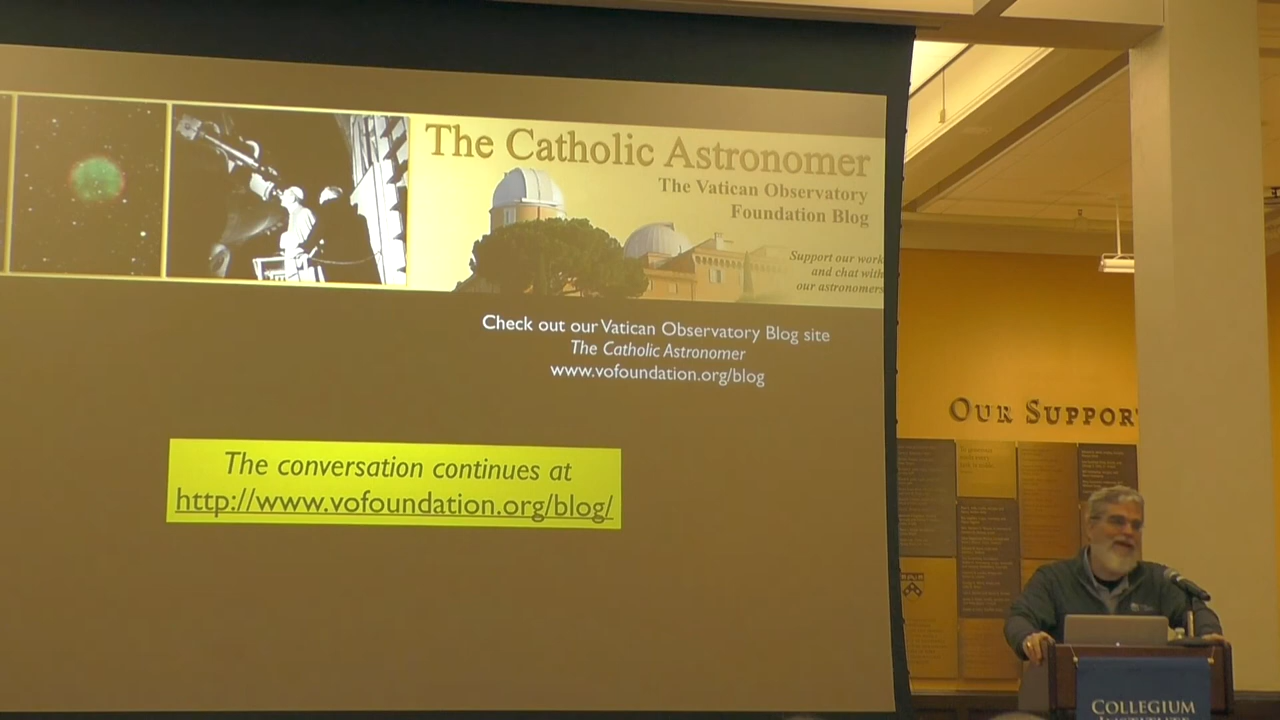 The Catholic Astronomer
The Vatican Observatory
Foundation Blog
Support our work
and chat with
our astronomers
Check out our Vatican Observatory Blog site
The Catholic Astronomer
www.vofoundation.org/blog
The conversation continues at
http://www.vofoundation.org/blog/
OUR SUPPOR
COLLEGIUM
INSTITUTE